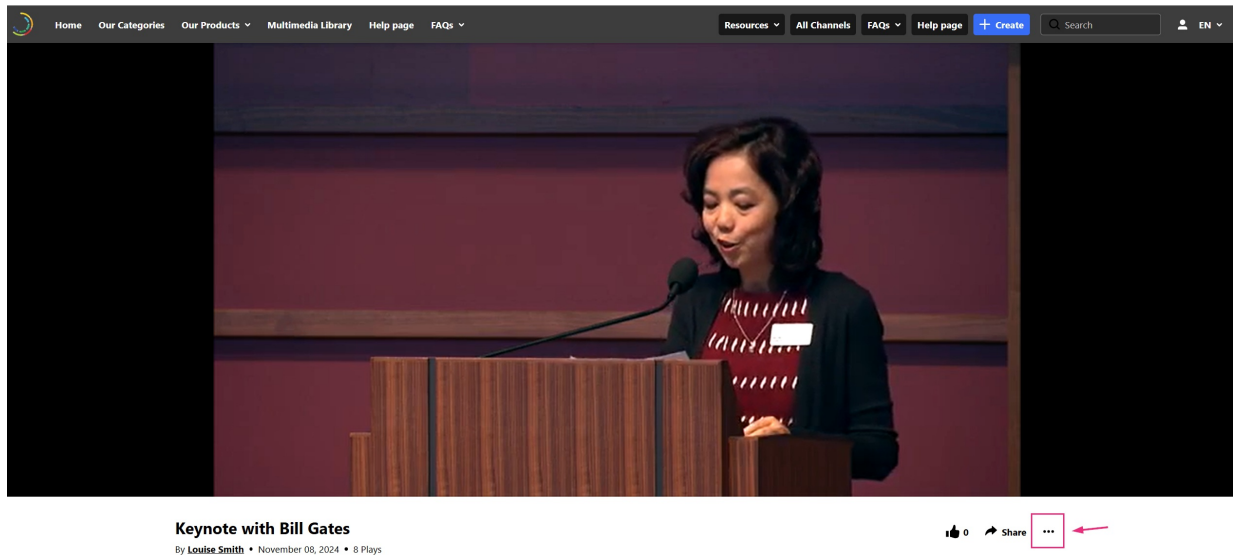 Home Our Categories Our Products Multimedia Library Help page FAQs Resources All Channels FAQs Help page + Create Search EN
Keynote with Bill Gates
0 Share ...
By Louise Smith • November 08, 2024 • 8 Plays